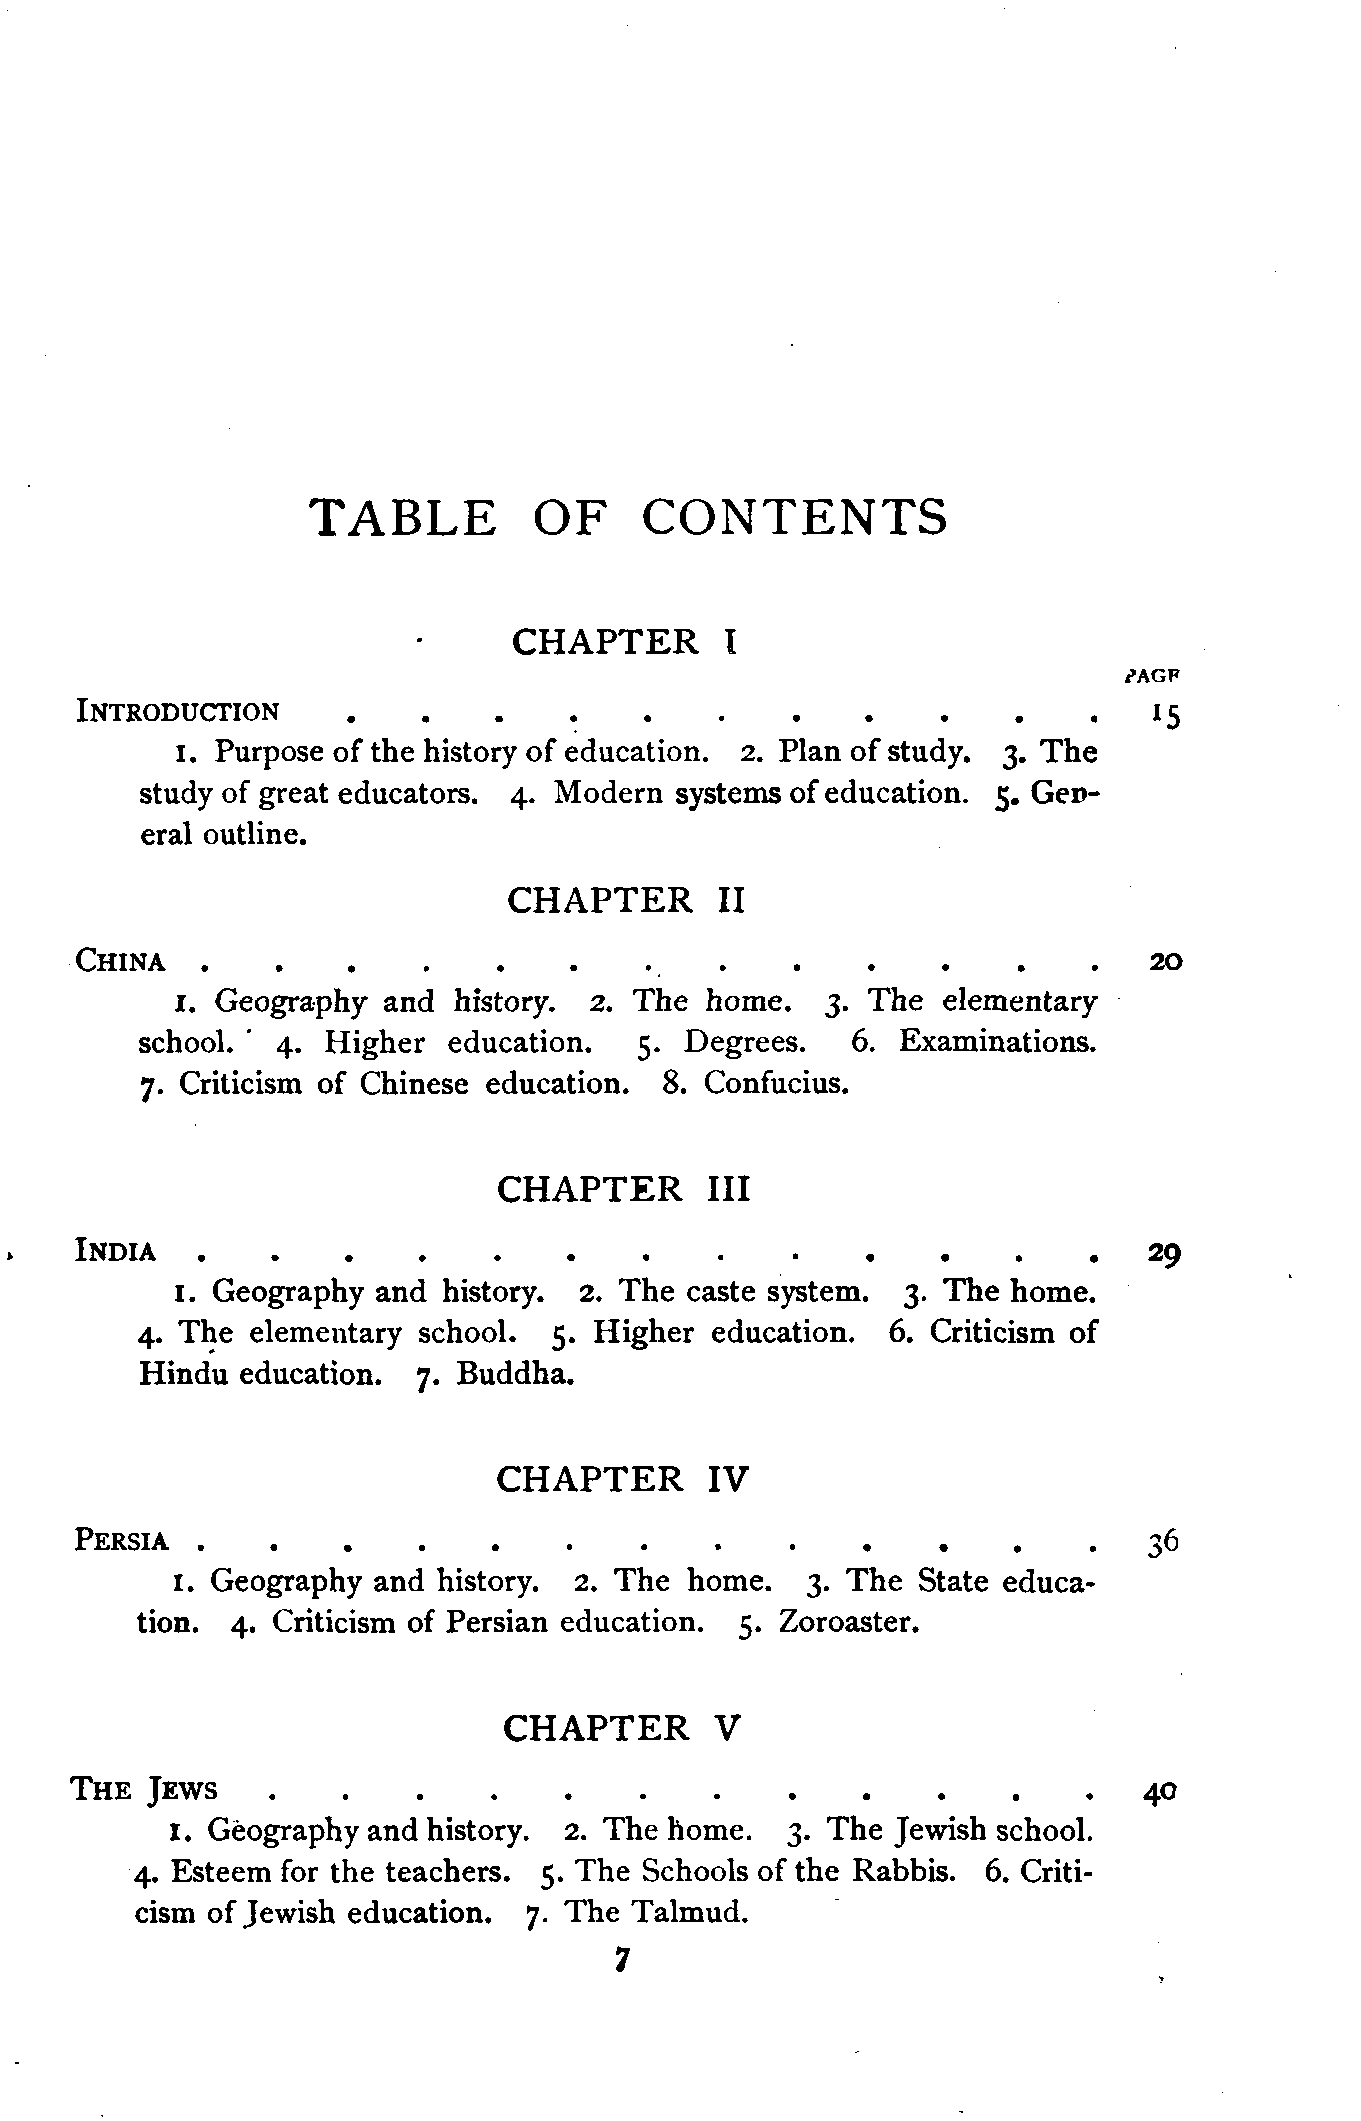 TABLE OF CONTENTS
CHAPTER I
PAGE
INTRODUCTION . . . . . . . . . . . 15
1. Purpose of the history of education. 2. Plan of study. 3. The
study of great educators. 4. Modern systems of education. 5. Gen-
eral outline.
CHAPTER II
CHINA . . . . . . . . . . . . . 20
1. Geography and history. 2. The home. 3. The elementary
school. 4. Higher education. 5. Degrees. 6. Examinations.
7. Criticism of Chinese education. 8. Confucius.
CHAPTER III
INDIA . . . . . . . . . . . . . 29
1. Geography and history. 2. The caste system. 3. The home.
4. The elementary school. 5. Higher education. 6. Criticism of
Hindu education. 7. Buddha.
CHAPTER IV
PERSIA . . . . . . . . . . . . . 36
1. Geography and history. 2. The home. 3. The State educa-
tion. 4. Criticism of Persian education. 5. Zoroaster.
CHAPTER V
THE JEWS . . . . . . . . . . . . 40
1. Geography and history. 2. The home. 3. The Jewish school.
4. Esteem for the teachers. 5. The Schools of the Rabbis. 6. Criti-
cism of Jewish education. 7. The Talmud.
7